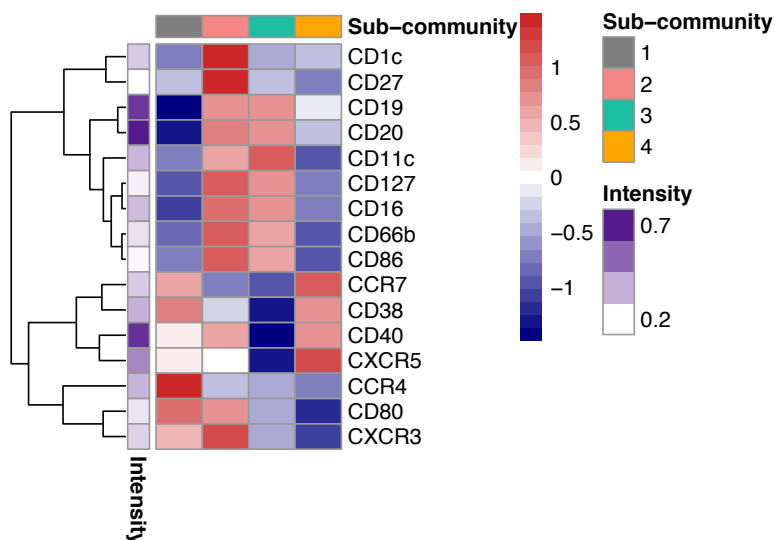 Sub−community
CD1c
CD27
CD19
CD20
CD11c
CD127
CD16
CD66b
CD86
CCR7
CD38
CD40
CXCR5
CCR4
CD80
CXCR3
Intensity
1
0.5
0
−0.5
−1
Sub−community
1
2
3
4
Intensity
0.7
0.2